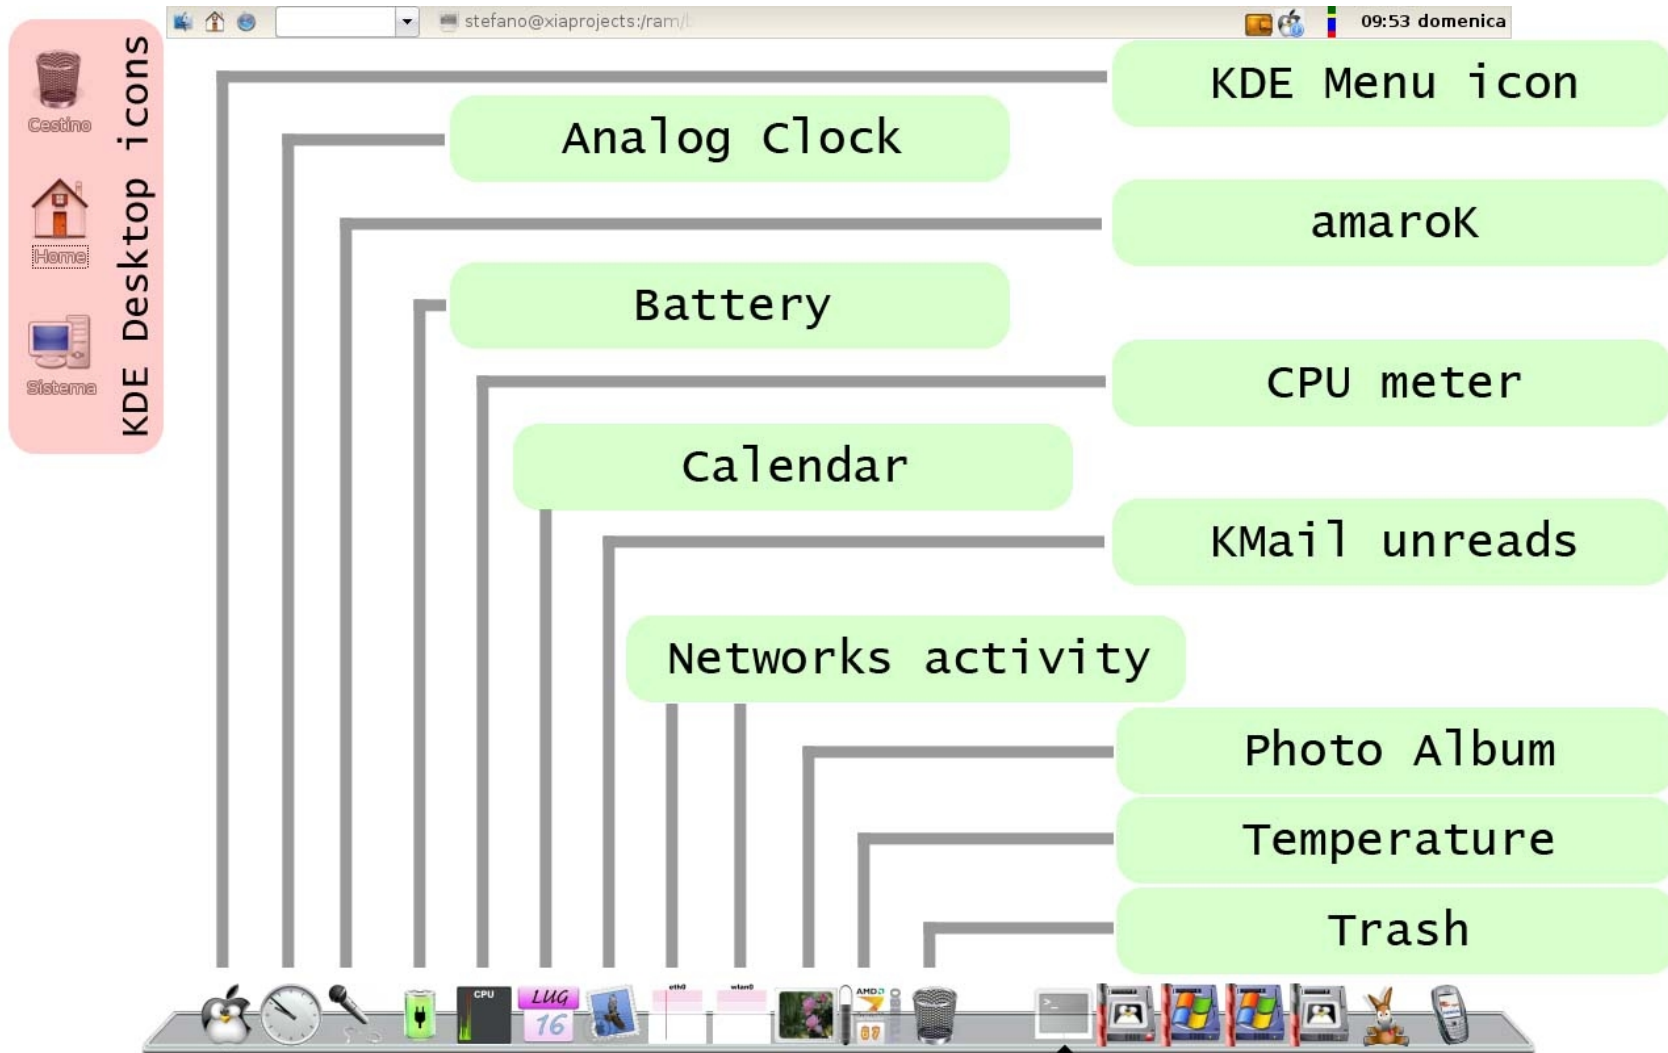 stefano@xiaprojects:/ram/
09:53 domenica
Cestino
Home
Sistema
KDE Desktop icons
KDE Menu icon
Analog Clock
amaroK
Battery
CPU meter
Calendar
KMail unreads
Networks activity
Photo Album
Temperature
Trash
CPU
LUG
16
eth0
wlan0
AMD
TURBO
>_